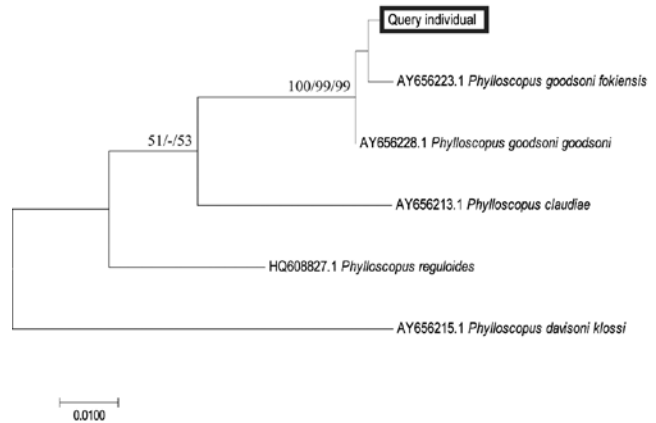 Query individual
AY656223.1 Phylloscopus goodsoni fokiensis
100/99/99
AY656228.1 Phylloscopus goodsoni goodsoni
51/-/53
AY656213.1 Phylloscopus claudiae
HQ608827.1 Phylloscopus reguloides
AY656215.1 Phylloscopus davisoni klossi
0.0100